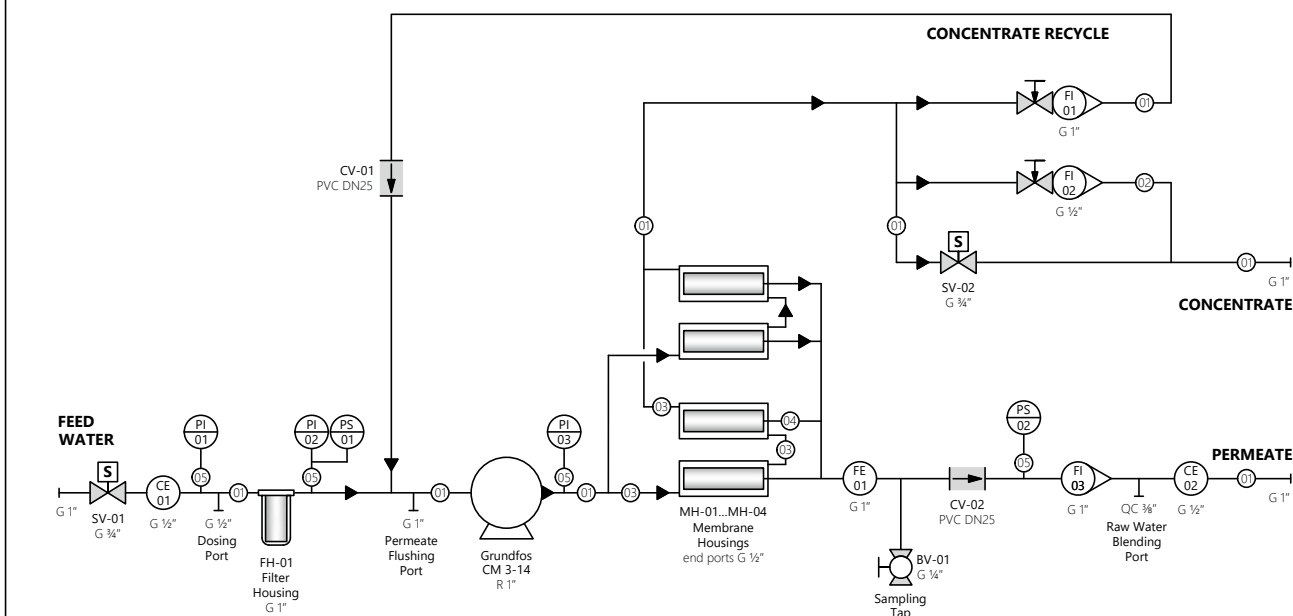 CONCENTRATE RECYCLE
FI
01
01
G 1"
CV-01
PVC DN25
FI
02
02
G ½"
01
01
S
SV-02
G ¾"
01
G 1"
CONCENTRATE
FEED
WATER
PI
01
PI
02
PS
01
PI
03
03
04
03
PS
02
PERMEATE
S
G 1"
SV-01
G ¾"
CE
01
G ½"
05
01
05
G ½"
Dosing
Port
FH-01
Filter
Housing
G 1"
01
G 1"
Permeate
Flushing
Port
Grundfos
CM 3-14
R 1"
05
01
03
MH-01...MH-04
Membrane
Housings
end ports G ½"
FE
01
G 1"
BV-01
G ¼"
Sampling
Tap
CV-02
PVC DN25
05
FI
03
G 1"
QC ⅜"
Raw Water
Blending
Port
CE
02
G ½"
01
G 1"